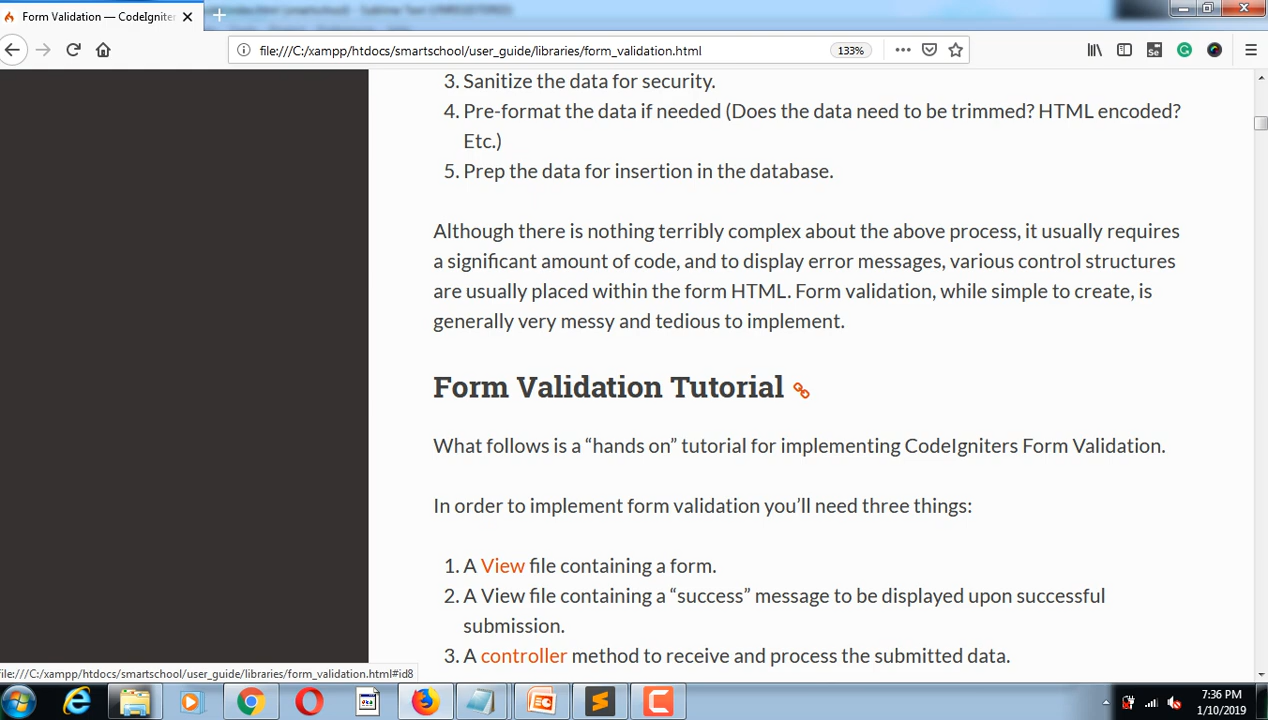 Form Validation — CodeIgniter
file:///C:/xampp/htdocs/smartschool/user_guide/libraries/form_validation.html
133%
3. Sanitize the data for security.
4. Pre-format the data if needed (Does the data need to be trimmed? HTML encoded?
Etc.)
5. Prep the data for insertion in the database.
Although there is nothing terribly complex about the above process, it usually requires
a significant amount of code, and to display error messages, various control structures
are usually placed within the form HTML. Form validation, while simple to create, is
generally very messy and tedious to implement.
Form Validation Tutorial
What follows is a “hands on” tutorial for implementing CodeIgniters Form Validation.
In order to implement form validation you’ll need three things:
1. A View file containing a form.
2. A View file containing a “success” message to be displayed upon successful
submission.
3. A controller method to receive and process the submitted data.
file:///C:/xampp/htdocs/smartschool/user_guide/libraries/form_validation.html#id8
7:36 PM
1/10/2019